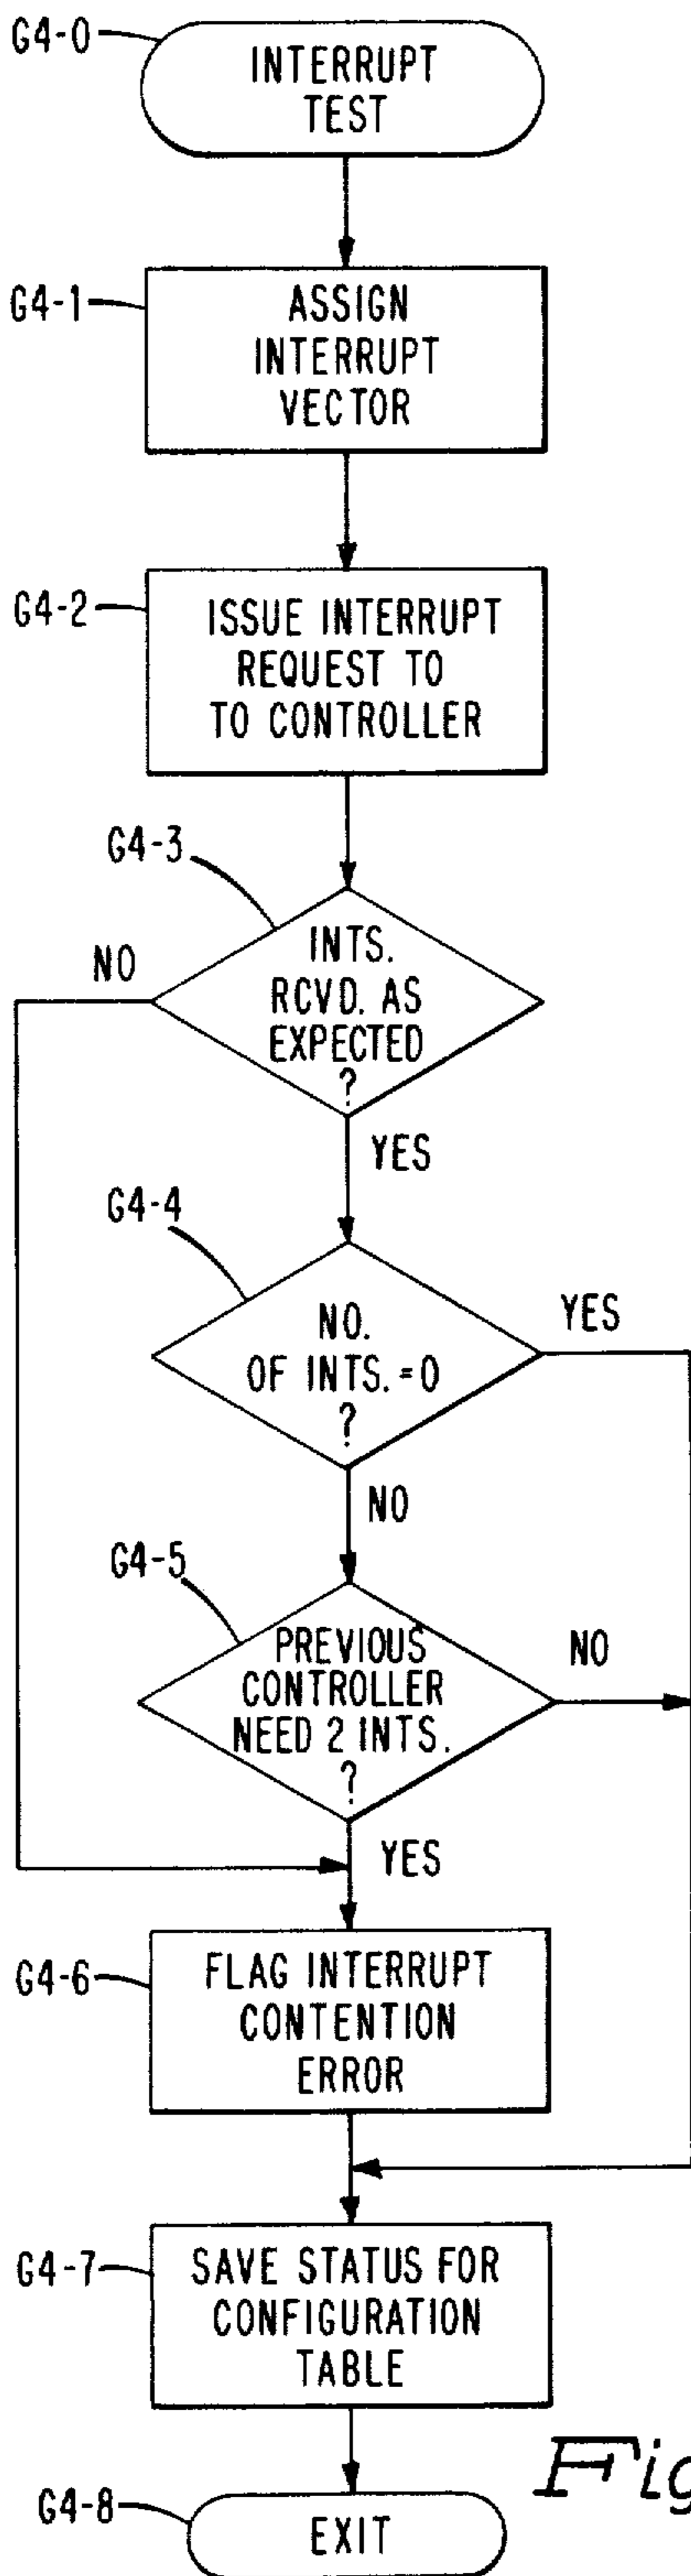 G4-0
INTERRUPT
TEST
G4-1
ASSIGN
INTERRUPT
VECTOR
G4-2
ISSUE INTERRUPT
REQUEST TO
TO CONTROLLER
G4-3
INTS.
RCVD. AS
EXPECTED
?
NO
YES
G4-4
NO.
OF INTS. = 0
?
YES
NO
G4-5
PREVIOUS
CONTROLLER
NEED 2 INTS.
?
NO
YES
G4-6
FLAG INTERRUPT
CONTENTION
ERROR
G4-7
SAVE STATUS FOR
CONFIGURATION
TABLE
G4-8
EXIT
Fig